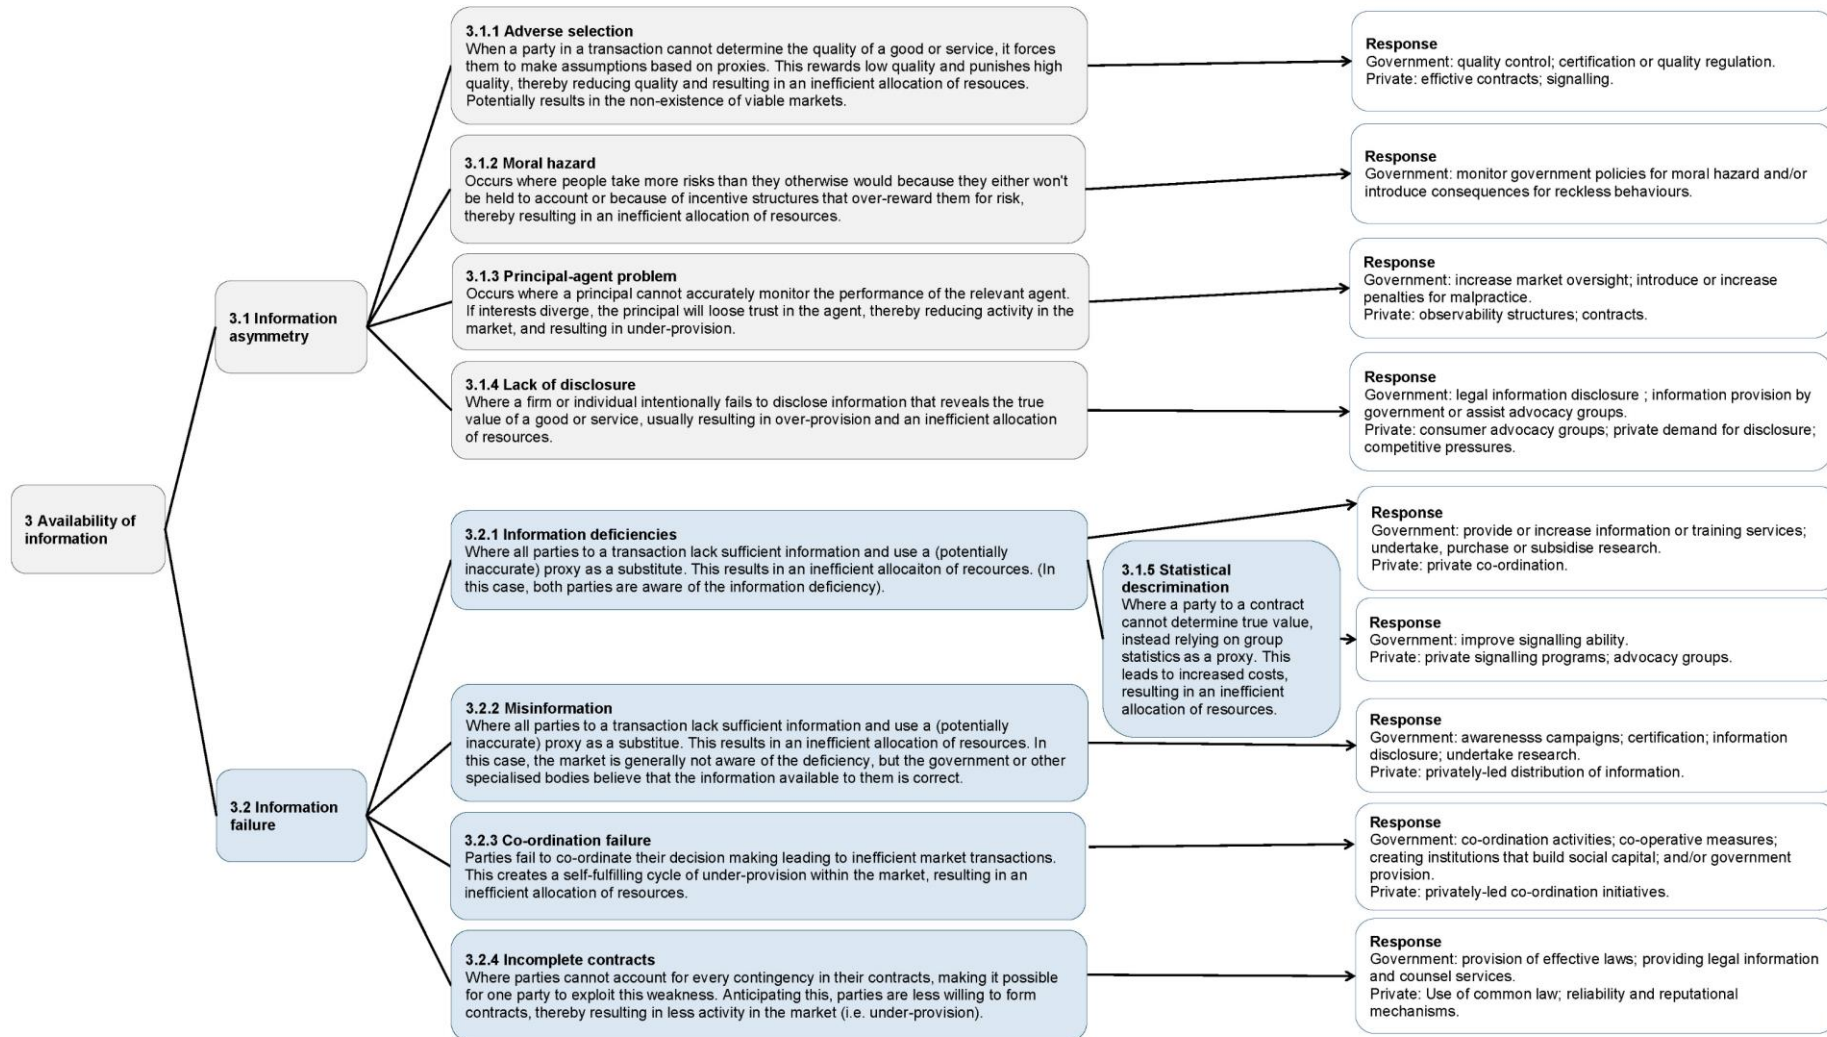 3 Availability of
information
3.1 Information
asymmetry
3.1.1 Adverse selection
When a party in a transaction cannot determine the quality of a good or service, it forces
them to make assumptions based on proxies. This rewards low quality and punishes high
quality, thereby reducing quality and resulting in an inefficient allocation of resouces.
Potentially results in the non-existence of viable markets.
Response
Government: quality control; certification or quality regulation.
Private: effictive contracts; signalling.
3.1.2 Moral hazard
Occurs where people take more risks than they otherwise would because they either won't
be held to account or because of incentive structures that over-reward them for risk,
thereby resulting in an inefficient allocation of resources.
Response
Government: monitor government policies for moral hazard and/or
introduce consequences for reckless behaviours.
3.1.3 Principal-agent problem
Occurs where a principal cannot accurately monitor the performance of the relevant agent.
If interests diverge, the principal will loose trust in the agent, thereby reducing activity in the
market, and resulting in under-provision.
Response
Government: increase market oversight; introduce or increase
penalties for malpractice.
Private: observability structures; contracts.
3.1.4 Lack of disclosure
Where a firm or individual intentionally fails to disclose information that reveals the true
value of a good or service, usually resulting in over-provision and an inefficient allocation
of resources.
Response
Government: legal information disclosure ; information provision by
government or assist advocacy groups.
Private: consumer advocacy groups; private demand for disclosure;
competitive pressures.
3.2 Information
failure
3.2.1 Information deficiencies
Where all parties to a transaction lack sufficient information and use a (potentially
inaccurate) proxy as a substitute. This results in an inefficient allocaiton of recources. (In
this case, both parties are aware of the information deficiency).
Response
Government: provide or increase information or training services;
undertake, purchase or subsidise research.
Private: private co-ordination.
3.1.5 Statistical
descrimination
Where a party to a contract
cannot determine true value,
instead relying on group
statistics as a proxy. This
leads to increased costs,
resulting in an inefficient
allocation of resources.
Response
Government: improve signalling ability.
Private: private signalling programs; advocacy groups.
3.2.2 Misinformation
Where all parties to a transaction lack sufficient information and use a (potentially
inaccurate) proxy as a substitue. This results in an inefficient allocation of resources. In
this case, the market is generally not aware of the deficiency, but the government or other
specialised bodies believe that the information available to them is correct.
Response
Government: awarenesss campaigns; certification; information
disclosure; undertake research.
Private: privately-led distribution of information.
3.2.3 Co-ordination failure
Parties fail to co-ordinate their decision making leading to inefficient market transactions.
This creates a self-fulfilling cycle of under-provision within the market, resulting in an
inefficient allocation of resources.
Response
Government: co-ordination activities; co-operative measures;
creating institutions that build social capital; and/or government
provision.
Private: privately-led co-ordination initiatives.
3.2.4 Incomplete contracts
Where parties cannot account for every contingency in their contracts, making it possible
for one party to exploit this weakness. Anticipating this, parties are less willing to form
contracts, thereby resulting in less activity in the market (i.e. under-provision).
Response
Government: provision of effective laws; providing legal information
and counsel services.
Private: Use of common law; reliability and reputational
mechanisms.